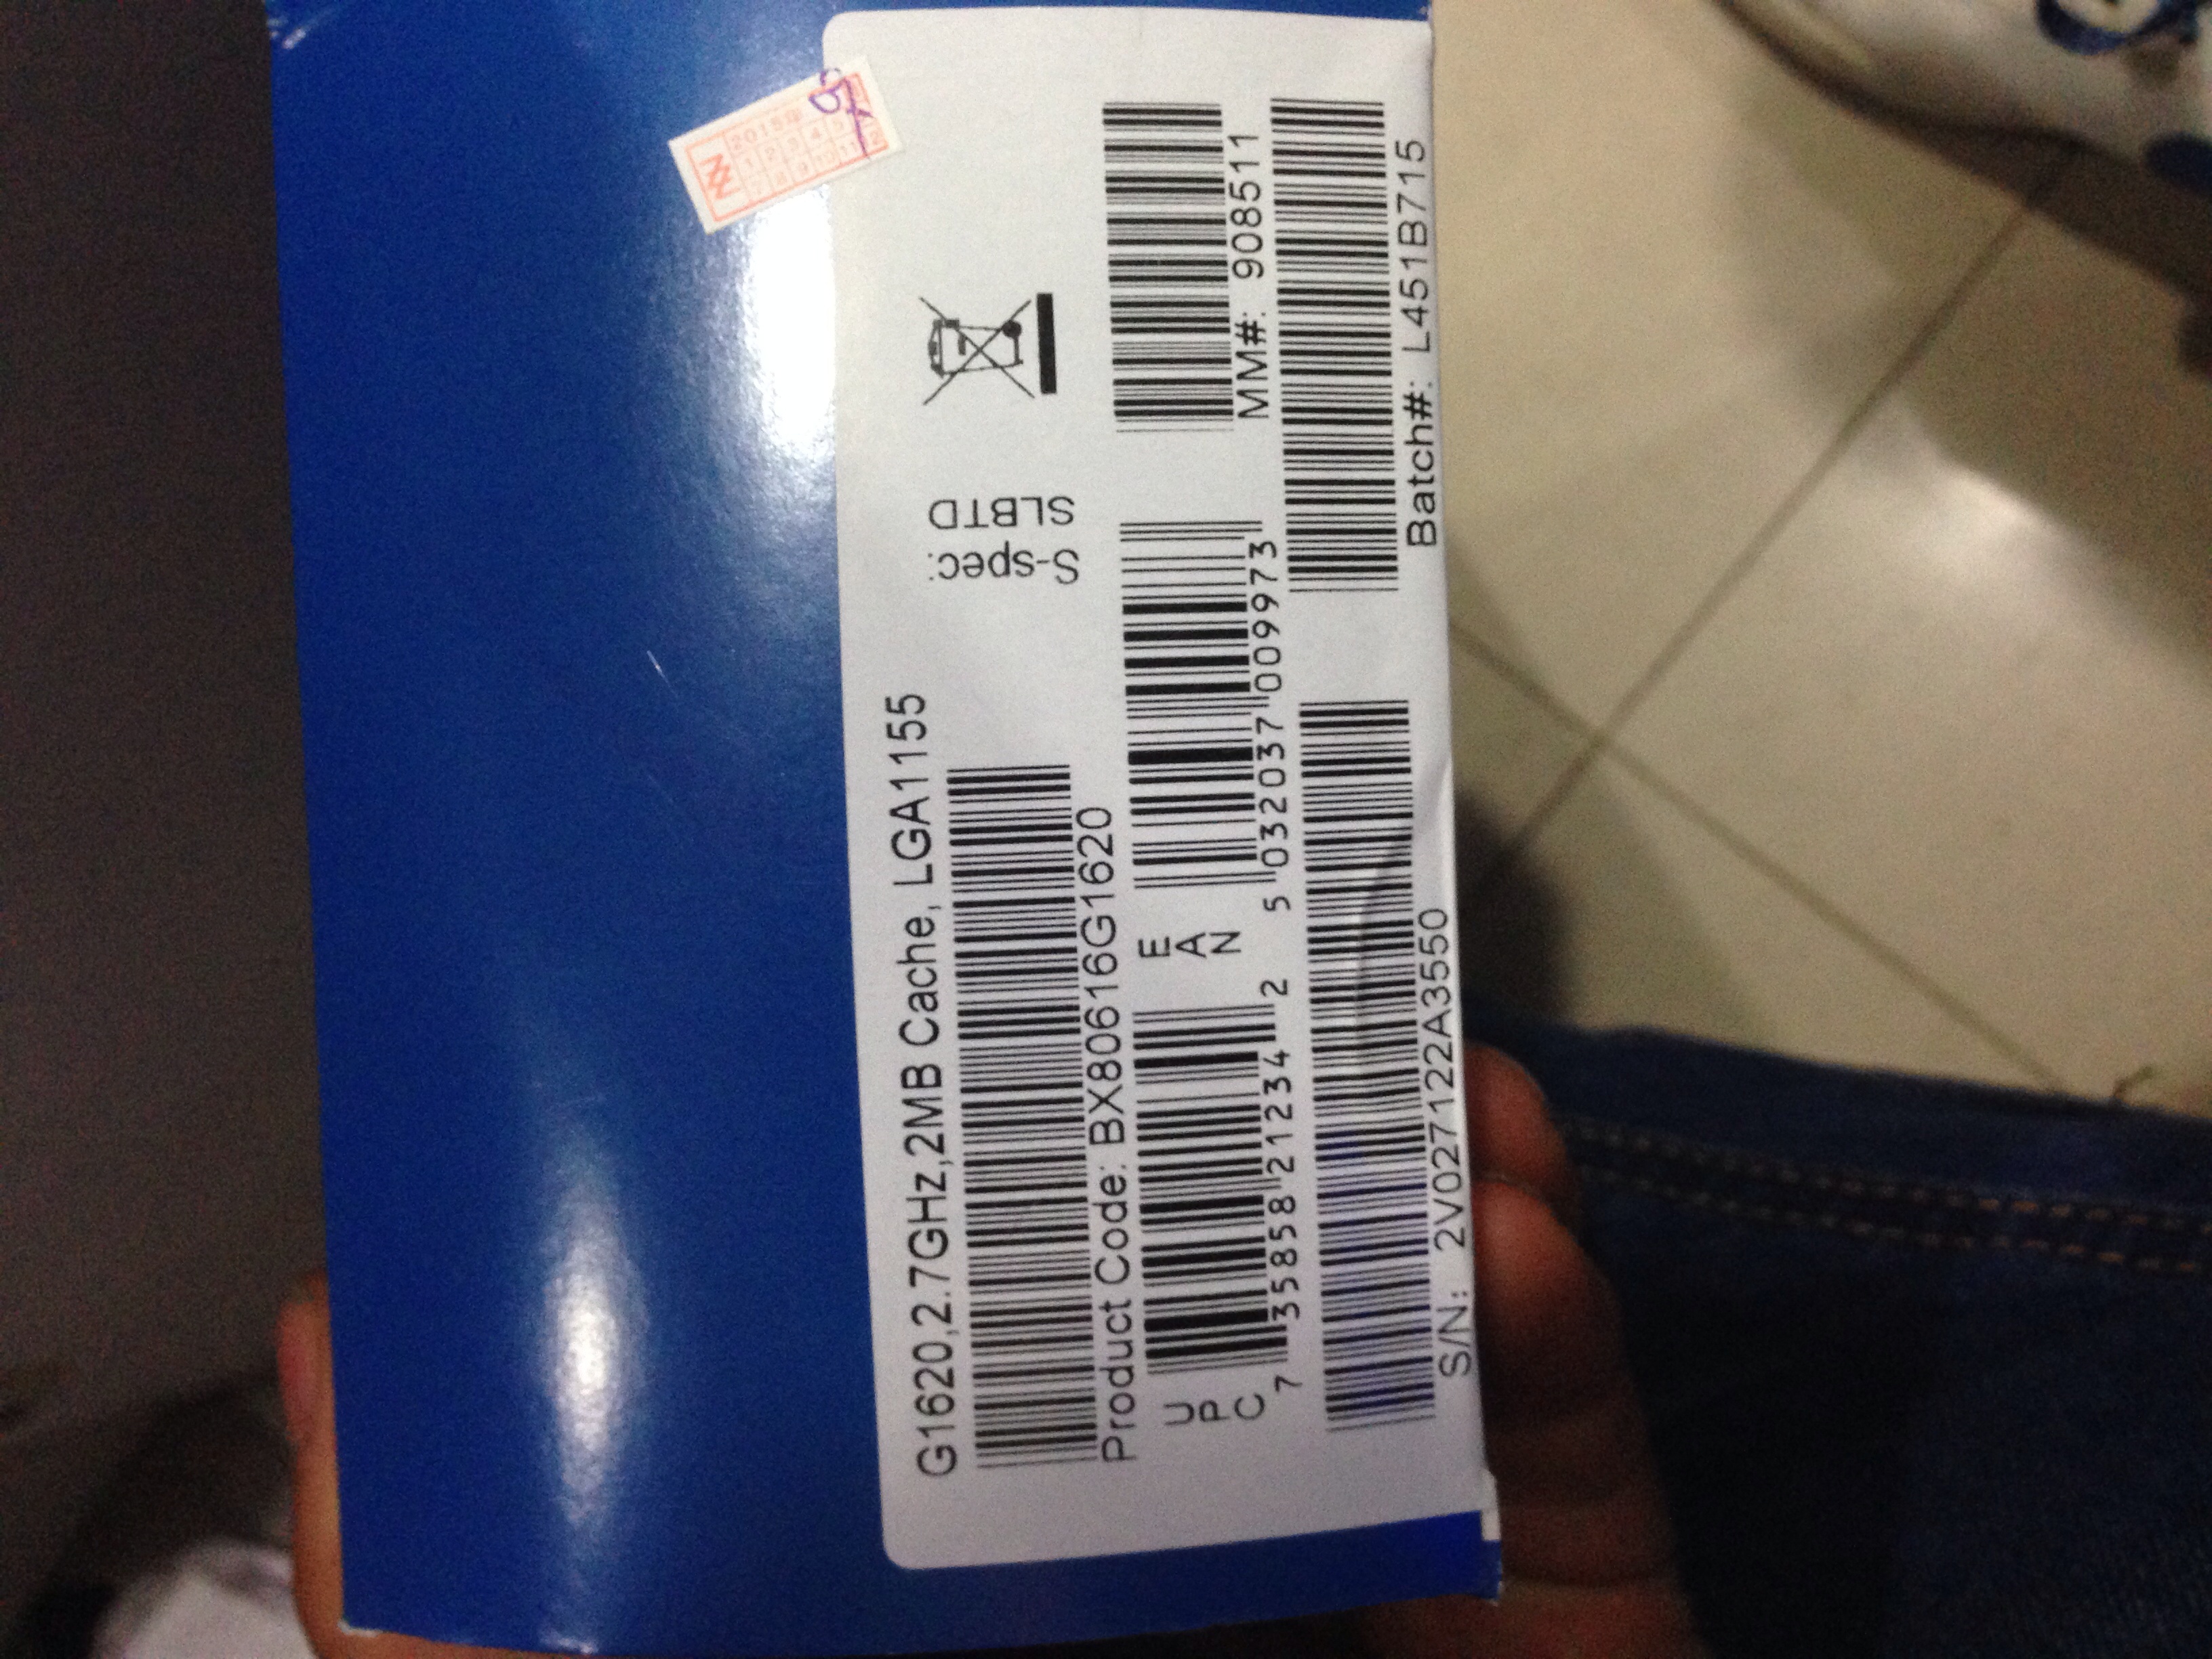 G1620,2.7GHz,2MB Cache, LGA1155
S-spec:
SLBTD
Product Code: BX80616G1620
UPC
7 35858 21234 2
EAN
5 032037 009973
MM#: 908511
S/N: 2V027122A3550
Batch#: L451B715